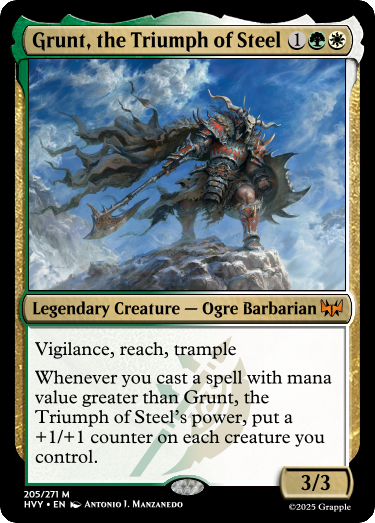 Grunt, the Triumph of Steel 1
Legendary Creature — Ogre Barbarian
Vigilance, reach, trample
Whenever you cast a spell with mana
value greater than Grunt, the
Triumph of Steel's power, put a
+1/+1 counter on each creature you
control.
3/3
205/271 M
HVY • EN Antonio J. Manzanedo
©2025 Grapple